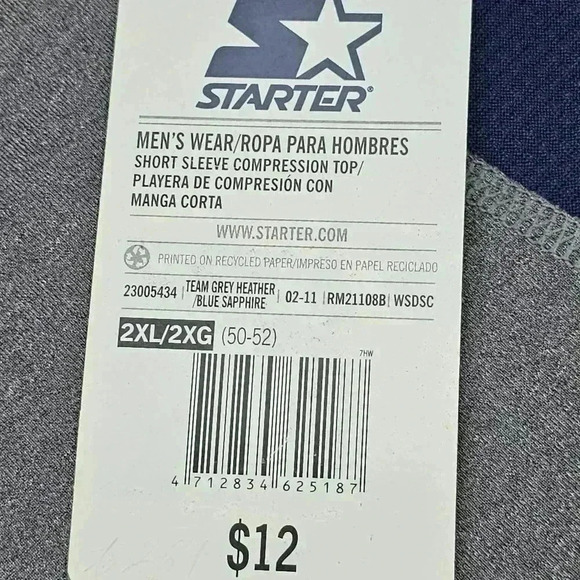 STARTER®
MEN'S WEAR/ROPA PARA HOMBRES
SHORT SLEEVE COMPRESSION TOP/
PLAYERA DE COMPRESIÓN CON
MANGA CORTA
WWW.STARTER.COM
PRINTED ON RECYCLED PAPER/IMPRESO EN PAPEL RECICLADO
23005434 | TEAM GREY HEATHER /BLUE SAPPHIRE | 02-11 | RM21108B | WSDSC
2XL/2XG (50-52)
7HW
4 712834 625187
$12